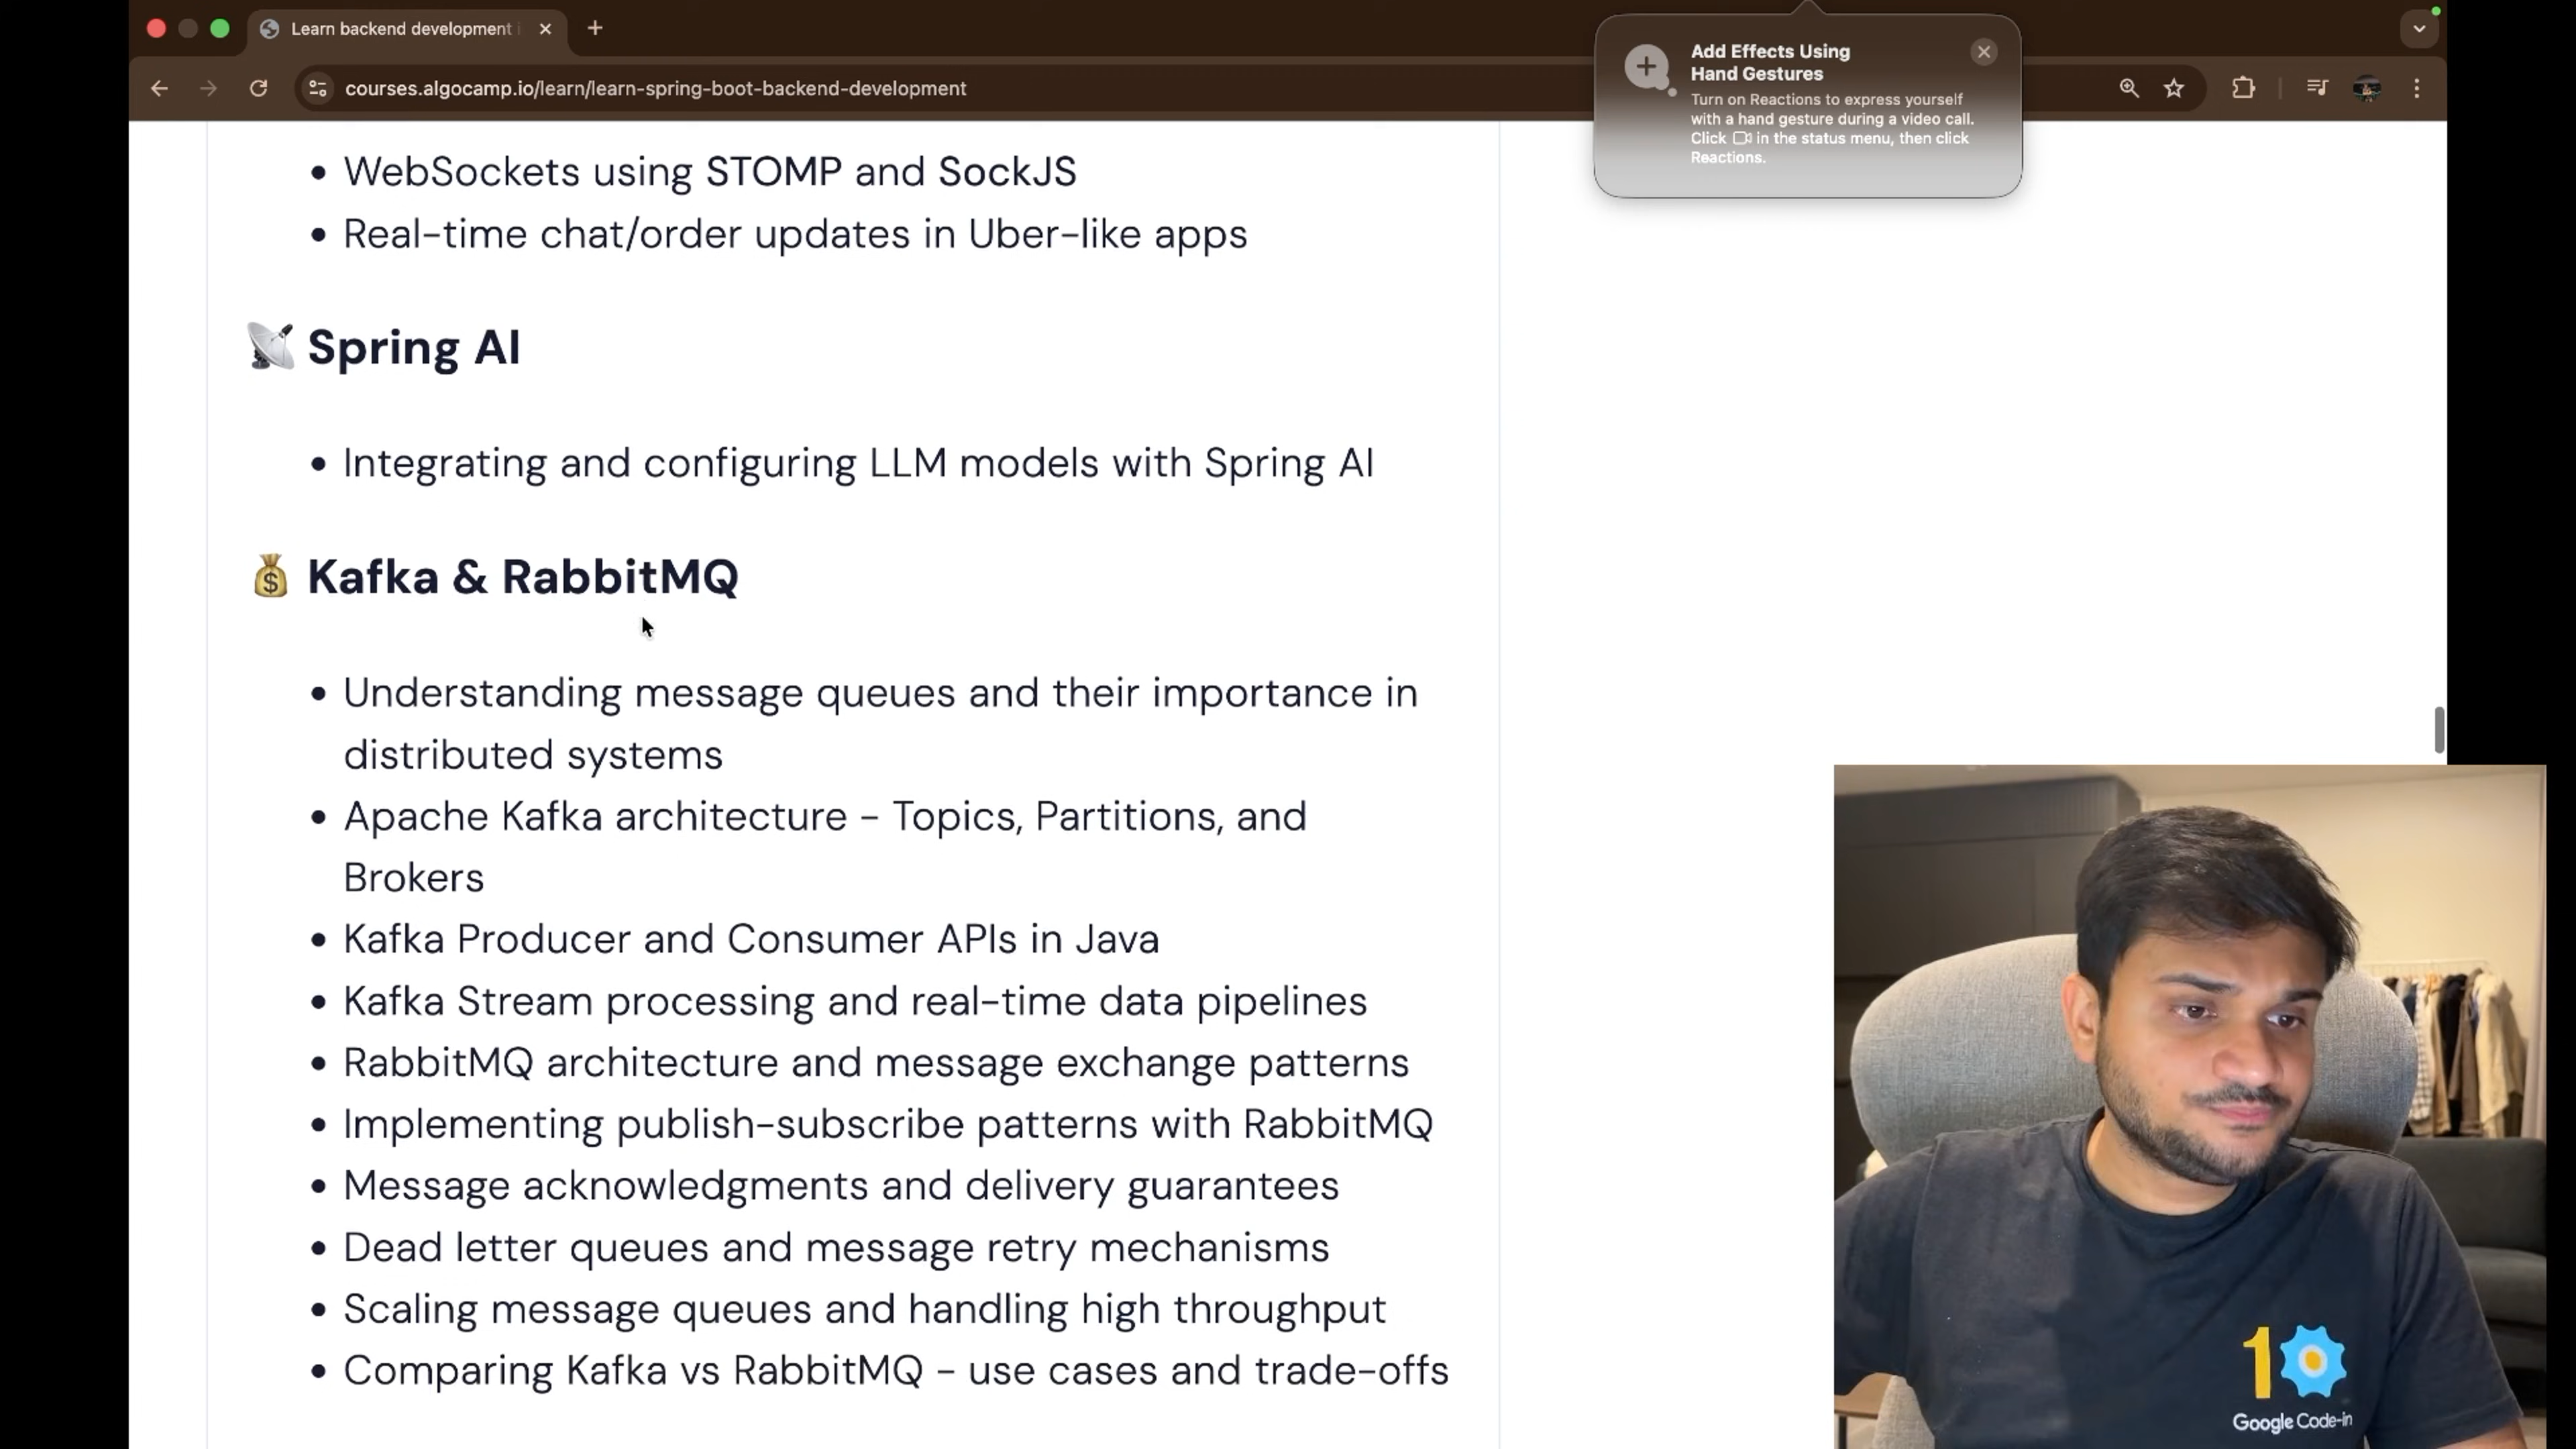 Learn backend development i
courses.algocamp.io/learn/learn-spring-boot-backend-development
Add Effects Using
Hand Gestures
Turn on Reactions to express yourself
with a hand gesture during a video call.
Click in the status menu, then click
Reactions.
• WebSockets using STOMP and SockJS
• Real-time chat/order updates in Uber-like apps
Spring AI
• Integrating and configuring LLM models with Spring AI
Kafka & RabbitMQ
• Understanding message queues and their importance in
distributed systems
• Apache Kafka architecture - Topics, Partitions, and
Brokers
• Kafka Producer and Consumer APIs in Java
• Kafka Stream processing and real-time data pipelines
• RabbitMQ architecture and message exchange patterns
• Implementing publish-subscribe patterns with RabbitMQ
• Message acknowledgments and delivery guarantees
• Dead letter queues and message retry mechanisms
• Scaling message queues and handling high throughput
• Comparing Kafka vs RabbitMQ - use cases and trade-offs
10
Google Code-in